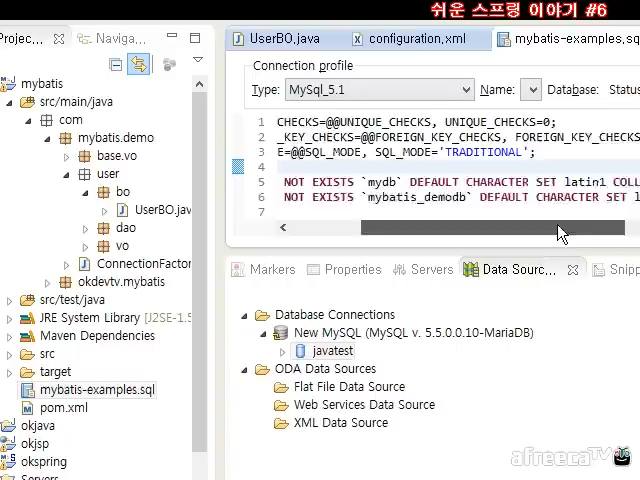 쉬운 스프링 이야기 #6
Projec...
Naviga...
UserBO.java
configuration.xml
mybatis-examples.sq
Connection profile
Type:
MySql_5.1
Name:
Database:
Status
1 CHECKS=@@UNIQUE_CHECKS, UNIQUE_CHECKS=0;
2 _KEY_CHECKS=@@FOREIGN_KEY_CHECKS, FOREIGN_KEY_CHECKS
3 E=@@SQL_MODE, SQL_MODE='TRADITIONAL';
4
5 NOT EXISTS `mydb` DEFAULT CHARACTER SET latin1 COLL
6 NOT EXISTS `mybatis_demodb` DEFAULT CHARACTER SET l
7
mybatis
src/main/java
com
mybatis.demo
base.vo
user
bo
UserBO.jav
dao
vo
ConnectionFactor
okdevtv.mybatis
src/test/java
JRE System Library [J2SE-1.5
Maven Dependencies
src
target
mybatis-examples.sql
pom.xml
okjava
okjsp
okspring
Servers
Markers
Properties
Servers
Data Sourc...
Snipp
Database Connections
New MySQL (MySQL v. 5.5.0.0.10-MariaDB)
javatest
ODA Data Sources
Flat File Data Source
Web Services Data Source
XML Data Source
afreecaTV